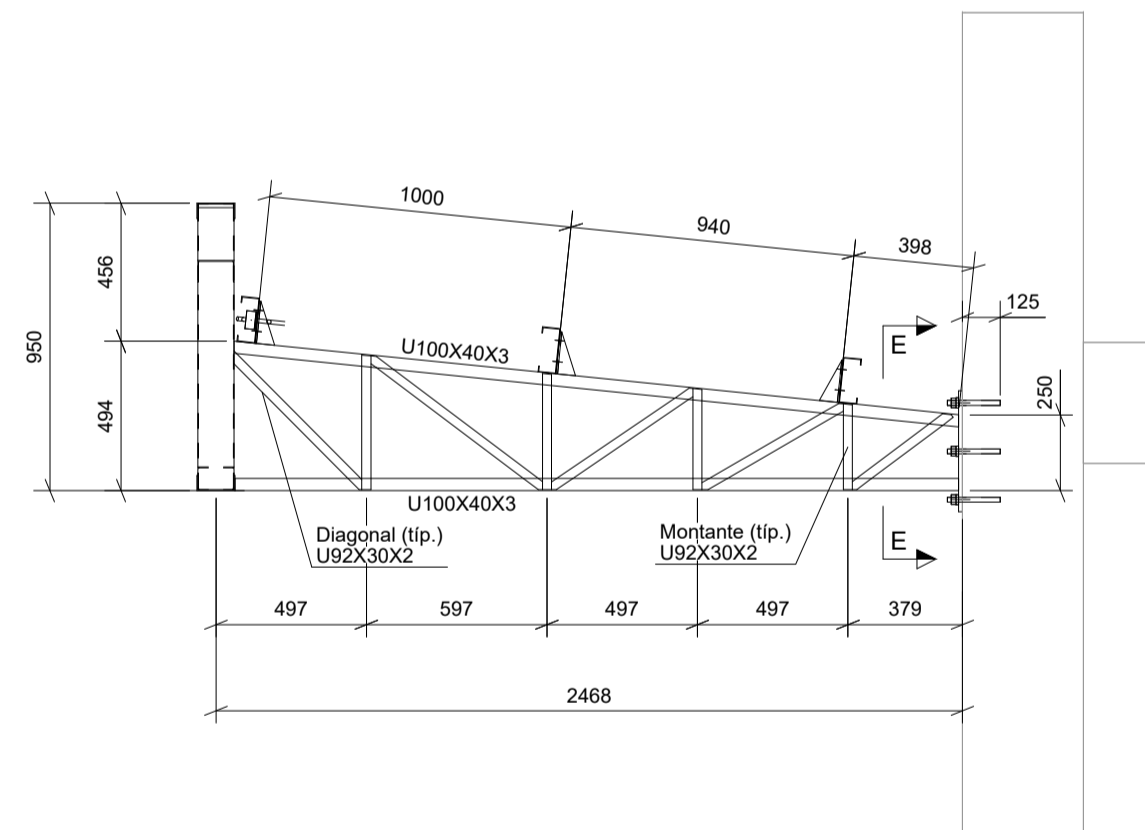 1000
940
398
125
456
950
494
U100X40X3
E
250
U100X40X3
Diagonal (típ.)
U92X30X2
Montante (típ.)
U92X30X2
E
497
597
497
497
379
2468